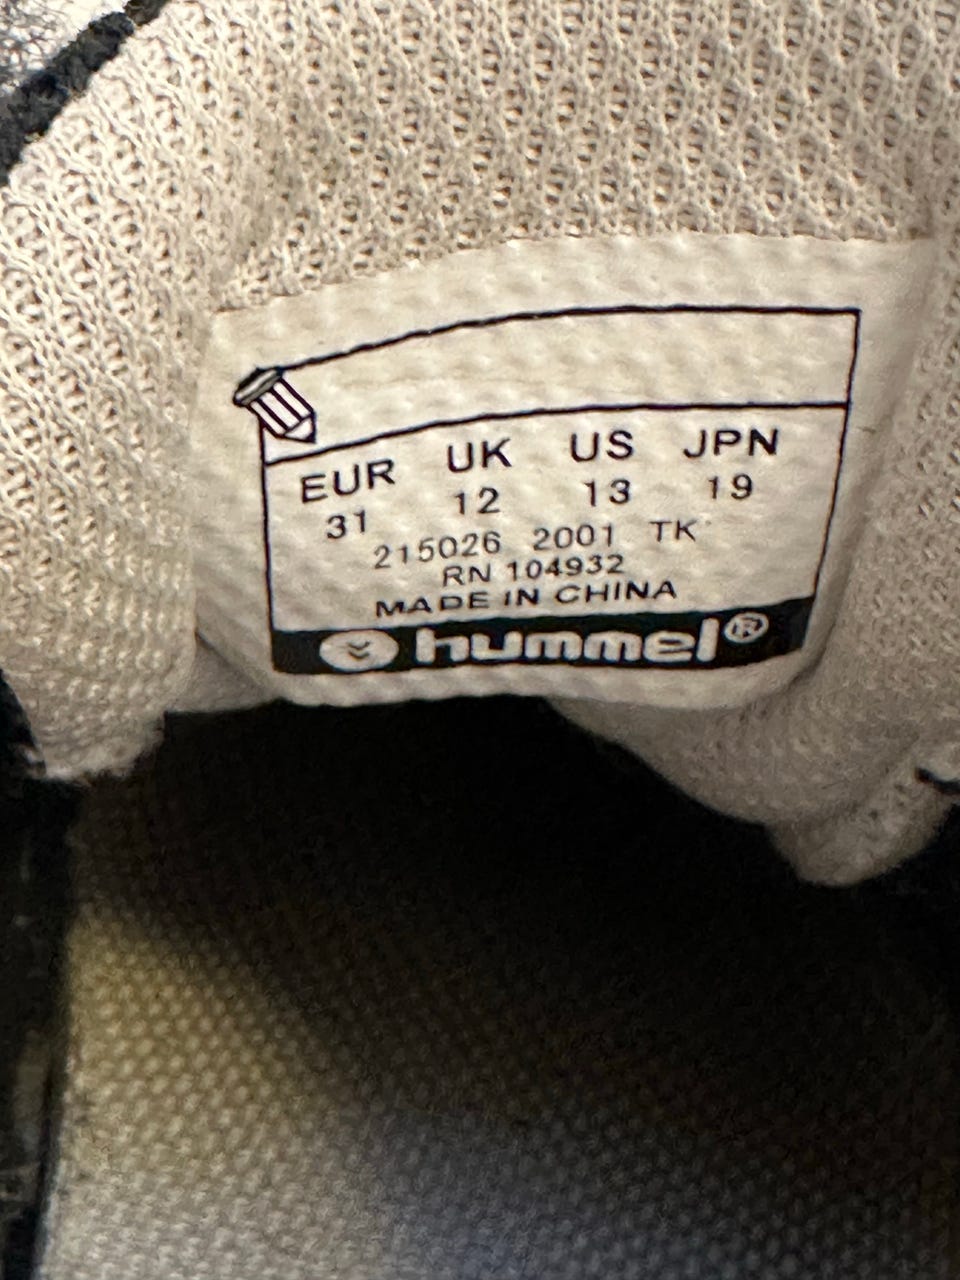 EUR UK US JPN
31 12 13 19
215026 2001 TK
RN 104932
MADE IN CHINA
hummel®